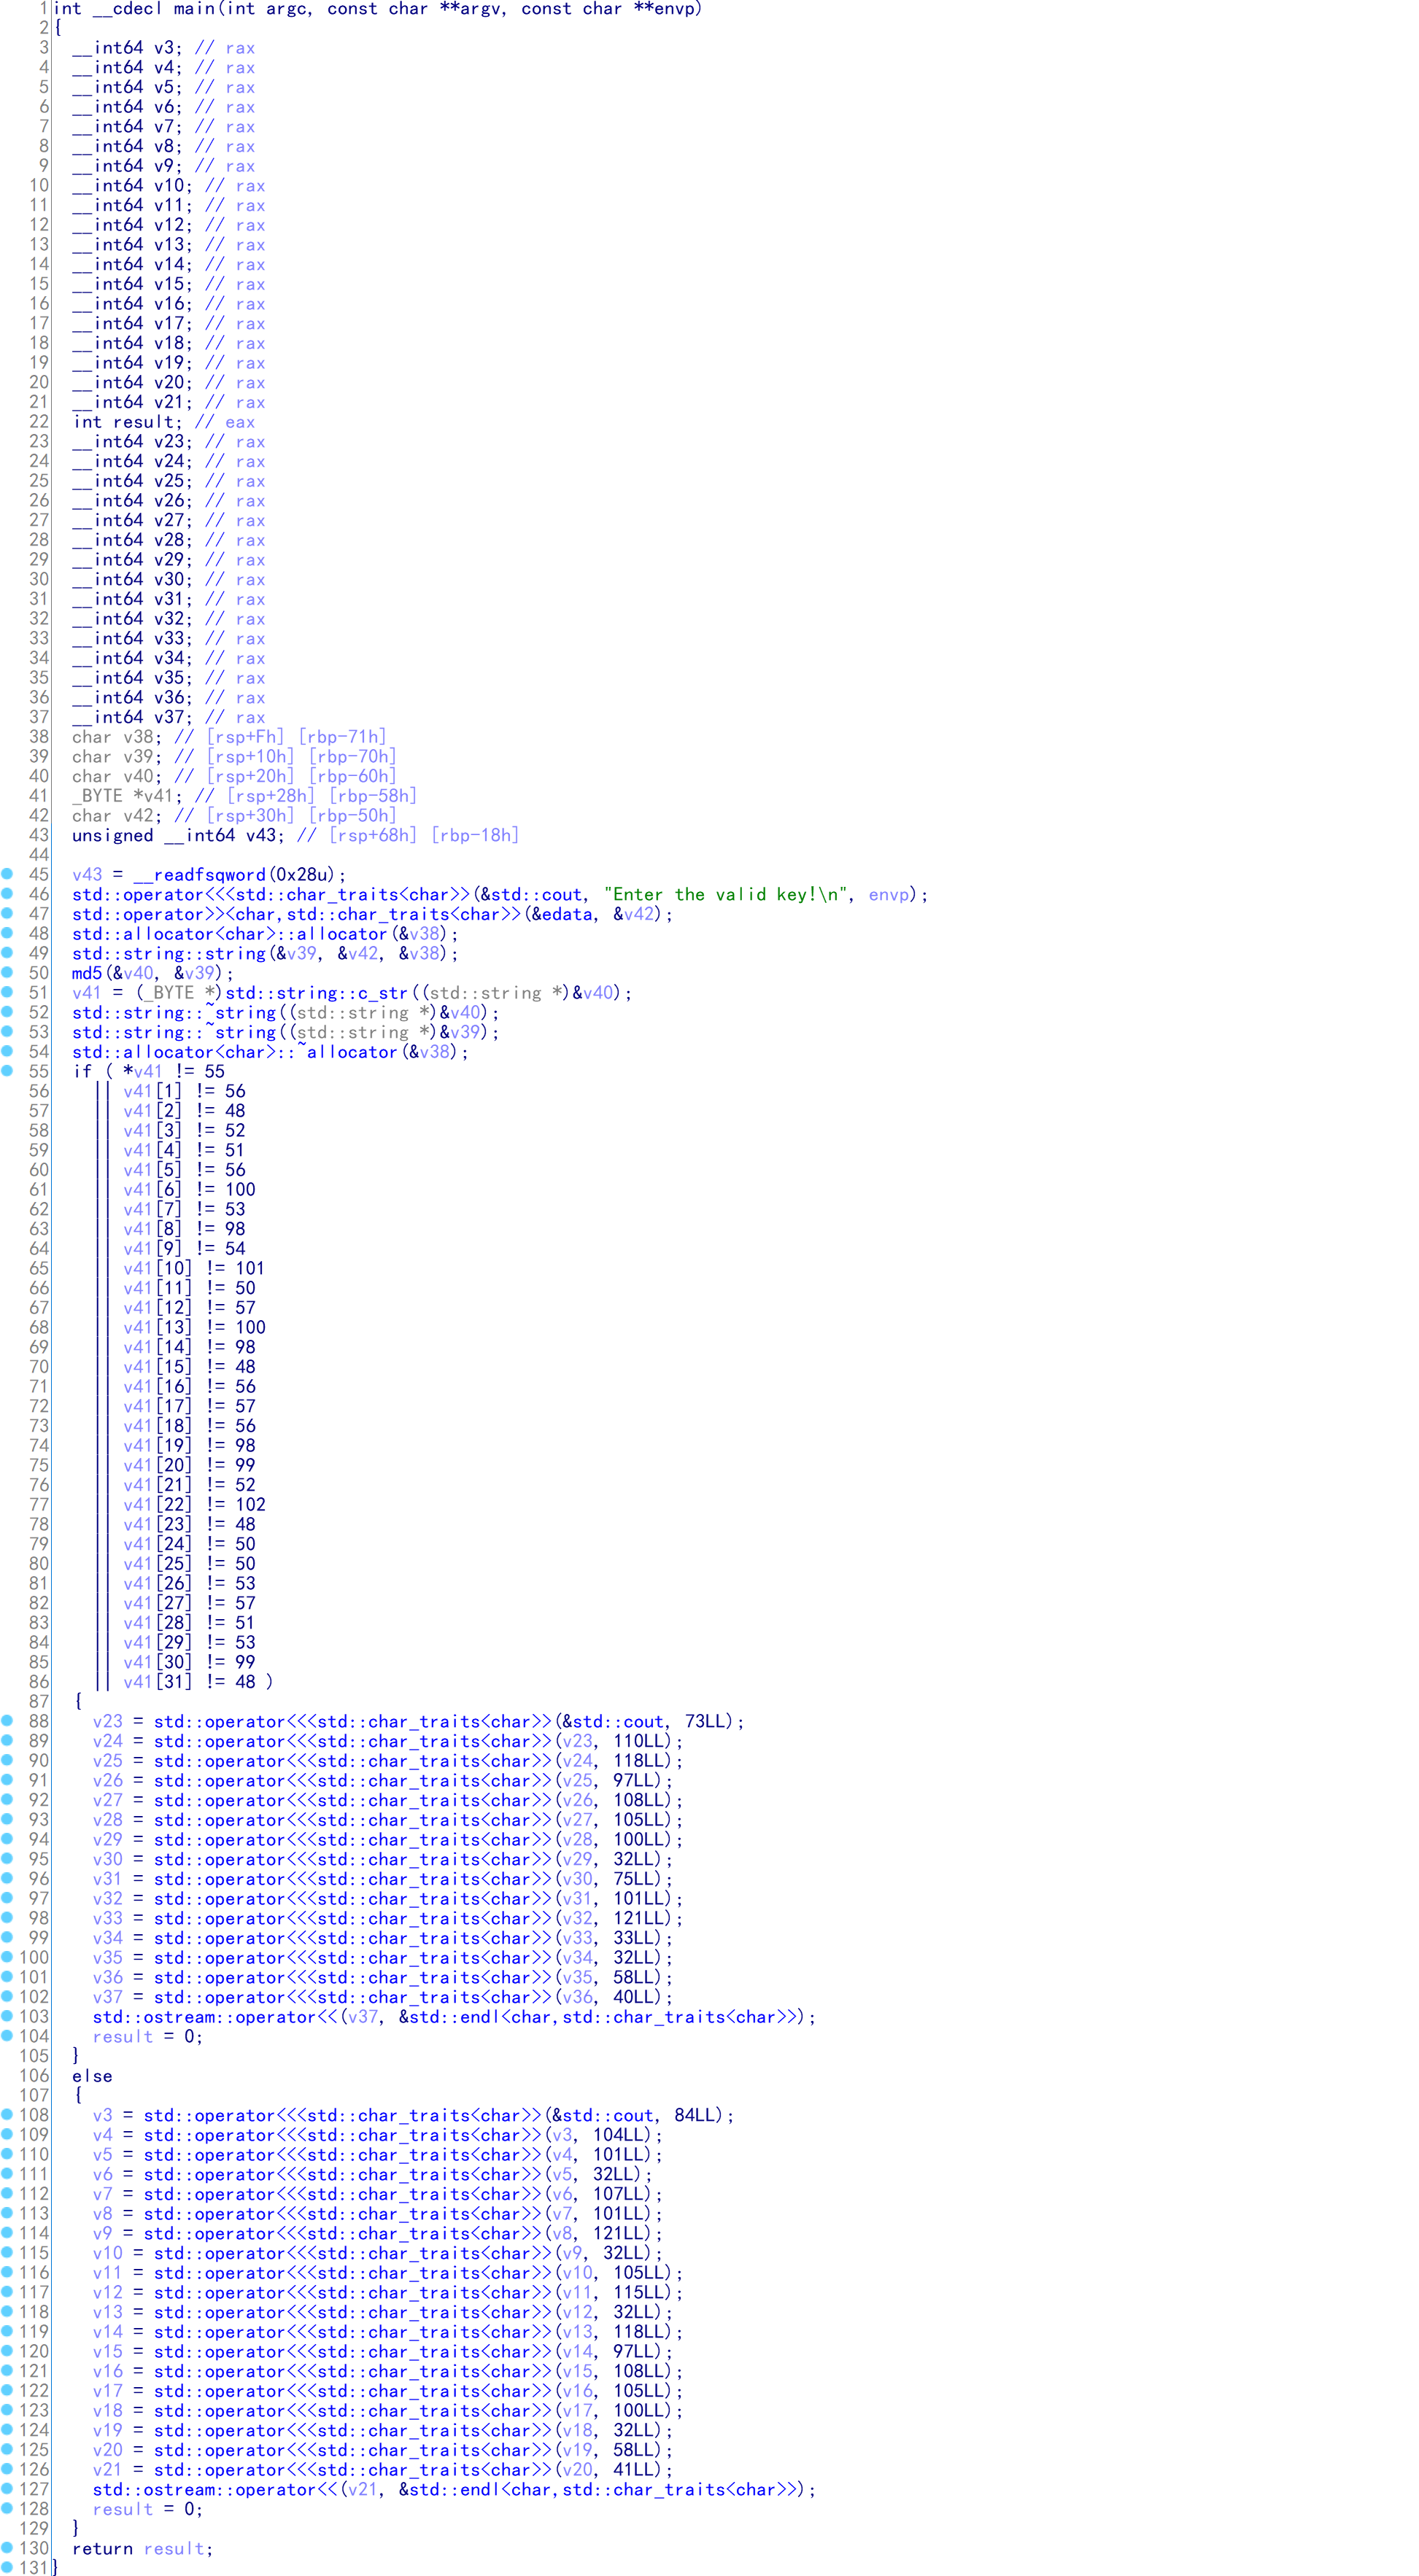 1 int __cdecl main(int argc, const char **argv, const char **envp)
2 {
3 __int64 v3; // rax
4 __int64 v4; // rax
5 __int64 v5; // rax
6 __int64 v6; // rax
7 __int64 v7; // rax
8 __int64 v8; // rax
9 __int64 v9; // rax
10 __int64 v10; // rax
11 __int64 v11; // rax
12 __int64 v12; // rax
13 __int64 v13; // rax
14 __int64 v14; // rax
15 __int64 v15; // rax
16 __int64 v16; // rax
17 __int64 v17; // rax
18 __int64 v18; // rax
19 __int64 v19; // rax
20 __int64 v20; // rax
21 __int64 v21; // rax
22 int result; // eax
23 __int64 v23; // rax
24 __int64 v24; // rax
25 __int64 v25; // rax
26 __int64 v26; // rax
27 __int64 v27; // rax
28 __int64 v28; // rax
29 __int64 v29; // rax
30 __int64 v30; // rax
31 __int64 v31; // rax
32 __int64 v32; // rax
33 __int64 v33; // rax
34 __int64 v34; // rax
35 __int64 v35; // rax
36 __int64 v36; // rax
37 __int64 v37; // rax
38 char v38; // [rsp+Fh] [rbp-71h]
39 char v39; // [rsp+10h] [rbp-70h]
40 char v40; // [rsp+20h] [rbp-60h]
41 _BYTE *v41; // [rsp+28h] [rbp-58h]
42 char v42; // [rsp+30h] [rbp-50h]
43 unsigned __int64 v43; // [rsp+68h] [rbp-18h]
44
45 v43 = __readfsqword(0x28u);
46 std::operator<<<std::char_traits<char>>(&std::cout, "Enter the valid key!\n", envp);
47 std::operator>><char,std::char_traits<char>>(&edata, &v42);
48 std::allocator<char>::allocator(&v38);
49 std::string::string(&v39, &v42, &v38);
50 md5(&v40, &v39);
51 v41 = (_BYTE *)std::string::c_str((std::string *)&v40);
52 std::string::~string((std::string *)&v40);
53 std::string::~string((std::string *)&v39);
54 std::allocator<char>::~allocator(&v38);
55 if ( *v41 != 55
56 || v41[1] != 56
57 || v41[2] != 48
58 || v41[3] != 52
59 || v41[4] != 51
60 || v41[5] != 56
61 || v41[6] != 100
62 || v41[7] != 53
63 || v41[8] != 98
64 || v41[9] != 54
65 || v41[10] != 101
66 || v41[11] != 50
67 || v41[12] != 57
68 || v41[13] != 100
69 || v41[14] != 98
70 || v41[15] != 48
71 || v41[16] != 56
72 || v41[17] != 57
73 || v41[18] != 56
74 || v41[19] != 98
75 || v41[20] != 99
76 || v41[21] != 52
77 || v41[22] != 102
78 || v41[23] != 48
79 || v41[24] != 50
80 || v41[25] != 50
81 || v41[26] != 53
82 || v41[27] != 57
83 || v41[28] != 51
84 || v41[29] != 53
85 || v41[30] != 99
86 || v41[31] != 48 )
87 {
88 v23 = std::operator<<<std::char_traits<char>>(&std::cout, 73LL);
89 v24 = std::operator<<<std::char_traits<char>>(v23, 110LL);
90 v25 = std::operator<<<std::char_traits<char>>(v24, 118LL);
91 v26 = std::operator<<<std::char_traits<char>>(v25, 97LL);
92 v27 = std::operator<<<std::char_traits<char>>(v26, 108LL);
93 v28 = std::operator<<<std::char_traits<char>>(v27, 105LL);
94 v29 = std::operator<<<std::char_traits<char>>(v28, 100LL);
95 v30 = std::operator<<<std::char_traits<char>>(v29, 32LL);
96 v31 = std::operator<<<std::char_traits<char>>(v30, 75LL);
97 v32 = std::operator<<<std::char_traits<char>>(v31, 101LL);
98 v33 = std::operator<<<std::char_traits<char>>(v32, 121LL);
99 v34 = std::operator<<<std::char_traits<char>>(v33, 33LL);
100 v35 = std::operator<<<std::char_traits<char>>(v34, 32LL);
101 v36 = std::operator<<<std::char_traits<char>>(v35, 58LL);
102 v37 = std::operator<<<std::char_traits<char>>(v36, 40LL);
103 std::ostream::operator<<(v37, &std::endl<char,std::char_traits<char>>);
104 result = 0;
105 }
106 else
107 {
108 v3 = std::operator<<<std::char_traits<char>>(&std::cout, 84LL);
109 v4 = std::operator<<<std::char_traits<char>>(v3, 104LL);
110 v5 = std::operator<<<std::char_traits<char>>(v4, 101LL);
111 v6 = std::operator<<<std::char_traits<char>>(v5, 32LL);
112 v7 = std::operator<<<std::char_traits<char>>(v6, 107LL);
113 v8 = std::operator<<<std::char_traits<char>>(v7, 101LL);
114 v9 = std::operator<<<std::char_traits<char>>(v8, 121LL);
115 v10 = std::operator<<<std::char_traits<char>>(v9, 32LL);
116 v11 = std::operator<<<std::char_traits<char>>(v10, 105LL);
117 v12 = std::operator<<<std::char_traits<char>>(v11, 115LL);
118 v13 = std::operator<<<std::char_traits<char>>(v12, 32LL);
119 v14 = std::operator<<<std::char_traits<char>>(v13, 118LL);
120 v15 = std::operator<<<std::char_traits<char>>(v14, 97LL);
121 v16 = std::operator<<<std::char_traits<char>>(v15, 108LL);
122 v17 = std::operator<<<std::char_traits<char>>(v16, 105LL);
123 v18 = std::operator<<<std::char_traits<char>>(v17, 100LL);
124 v19 = std::operator<<<std::char_traits<char>>(v18, 32LL);
125 v20 = std::operator<<<std::char_traits<char>>(v19, 58LL);
126 v21 = std::operator<<<std::char_traits<char>>(v20, 41LL);
127 std::ostream::operator<<(v21, &std::endl<char,std::char_traits<char>>);
128 result = 0;
129 }
130 return result;
131 }